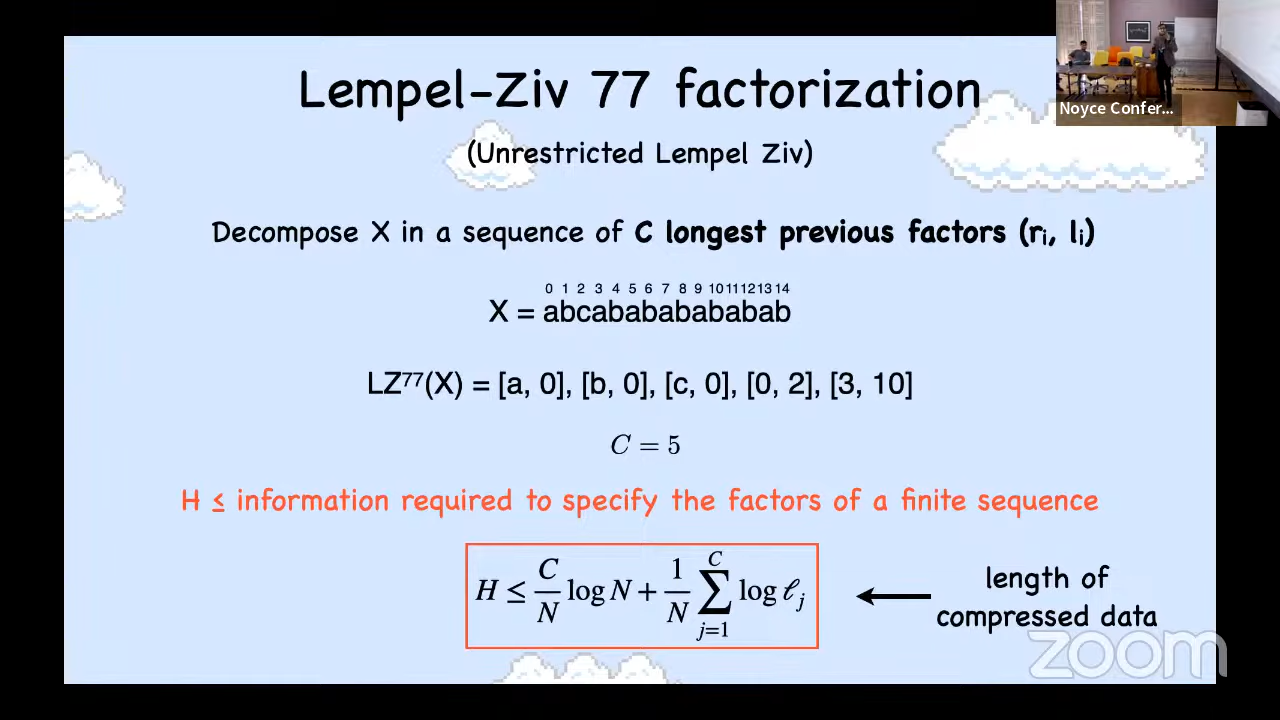 Lempel-Ziv 77 factorization
Noyce Confer...
(Unrestricted Lempel Ziv)
Decompose X in a sequence of C longest previous factors (rᵢ, lᵢ)
0 1 2 3 4 5 6 7 8 9 10 11 12 13 14
X = abcabababababab
LZ⁷⁷(X) = [a, 0], [b, 0], [c, 0], [0, 2], [3, 10]
C = 5
H ≤ information required to specify the factors of a finite sequence
H ≤ C/N log N + 1/N ∑_{j=1}^{C} log ℓ_j
length of
compressed data
zoom